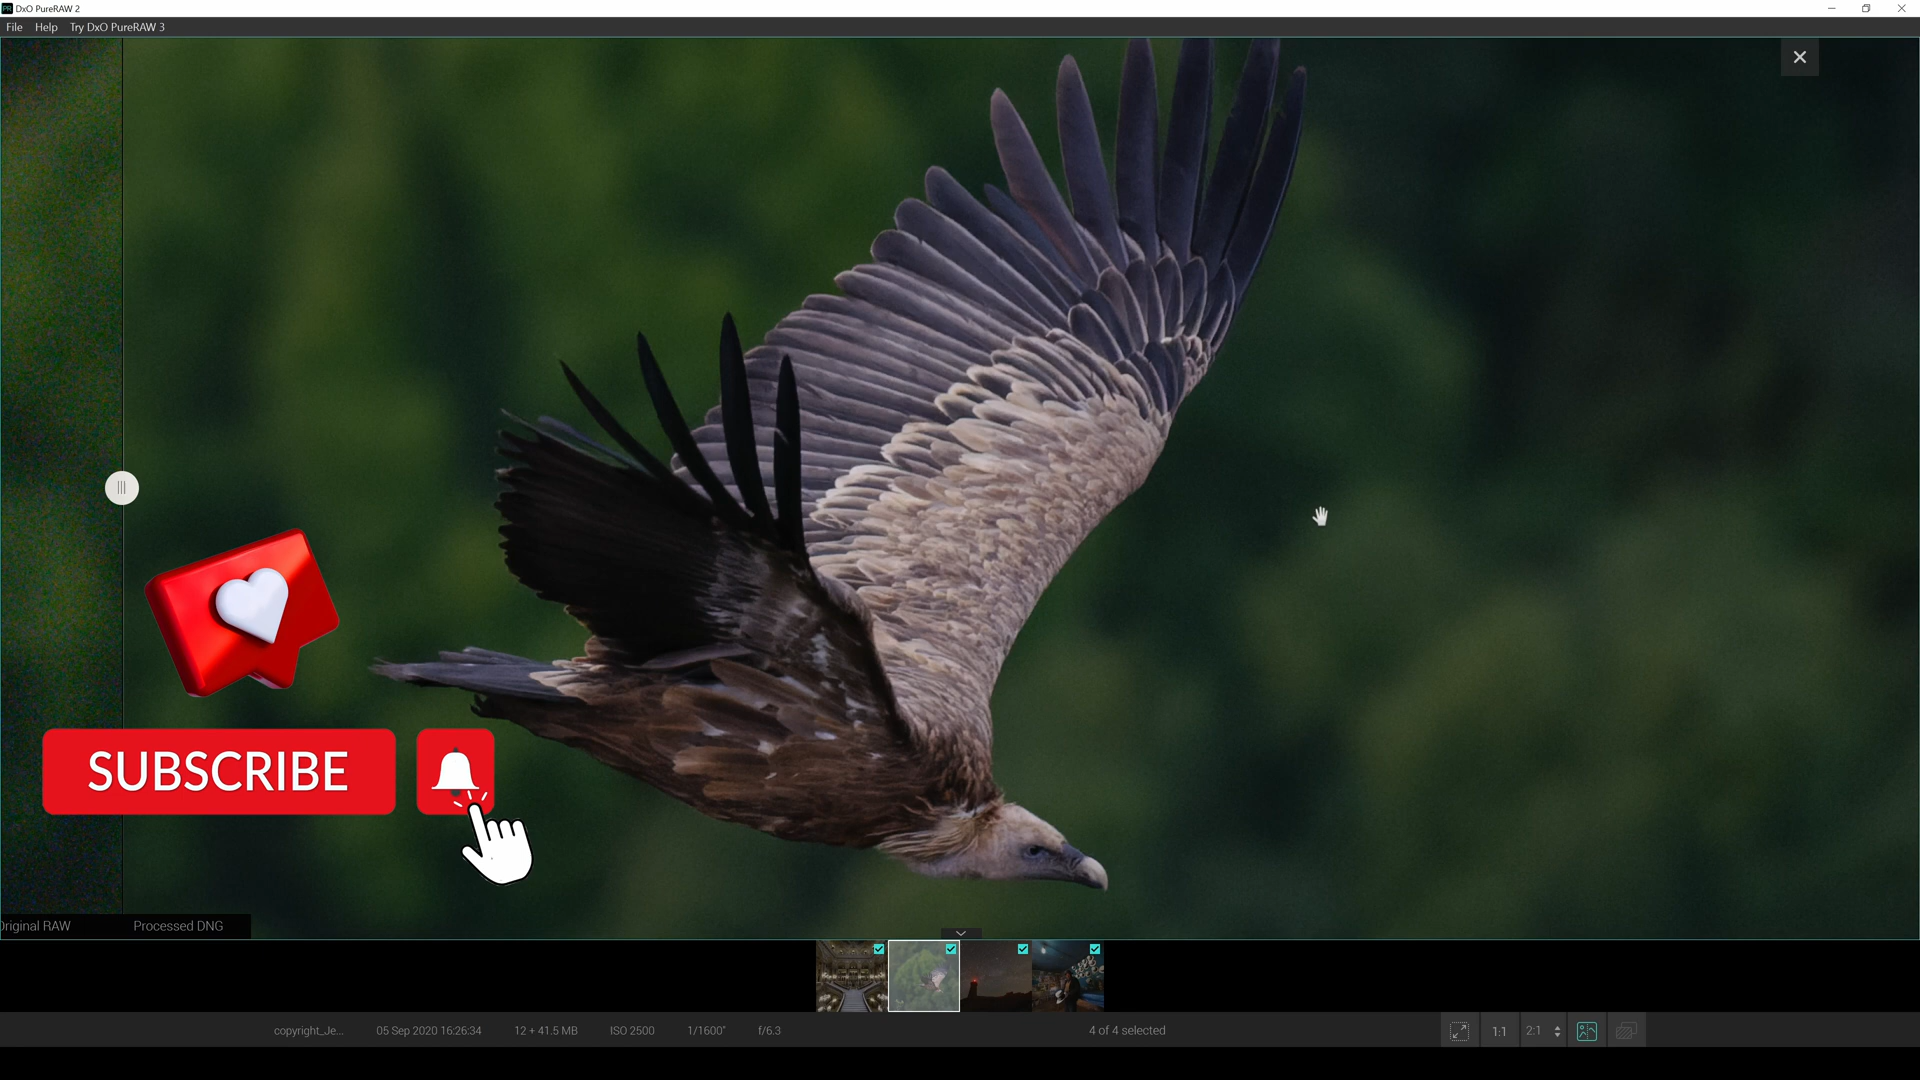 DxO PureRAW 2
File Help Try DxO PureRAW 3
SUBSCRIBE
Original RAW Processed DNG
copyright_Je... 05 Sep 2020 16:26:34 12 + 41.5 MB ISO 2500 1/1600" f/6.3 4 of 4 selected 1:1 2:1